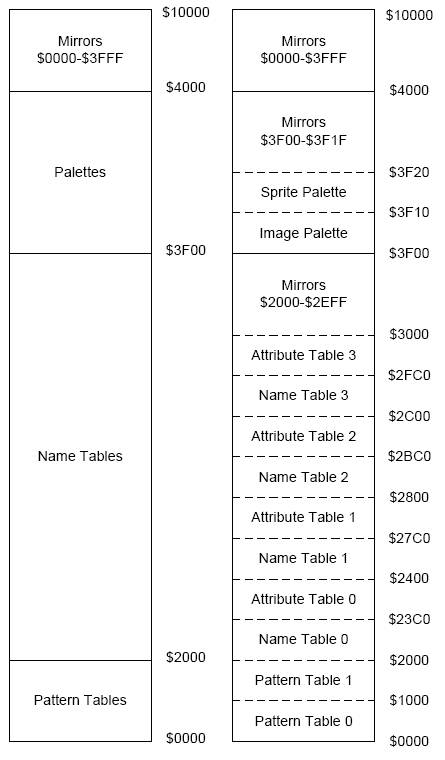 $10000
Mirrors
$0000-$3FFF
$4000
Palettes
$3F00
Name Tables
$2000
Pattern Tables
$0000
$10000
Mirrors
$0000-$3FFF
$4000
Mirrors
$3F00-$3F1F
$3F20
Sprite Palette
$3F10
Image Palette
$3F00
Mirrors
$2000-$2EFF
$3000
Attribute Table 3
$2FC0
Name Table 3
$2C00
Attribute Table 2
$2BC0
Name Table 2
$2800
Attribute Table 1
$27C0
Name Table 1
$2400
Attribute Table 0
$23C0
Name Table 0
$2000
Pattern Table 1
$1000
Pattern Table 0
$0000